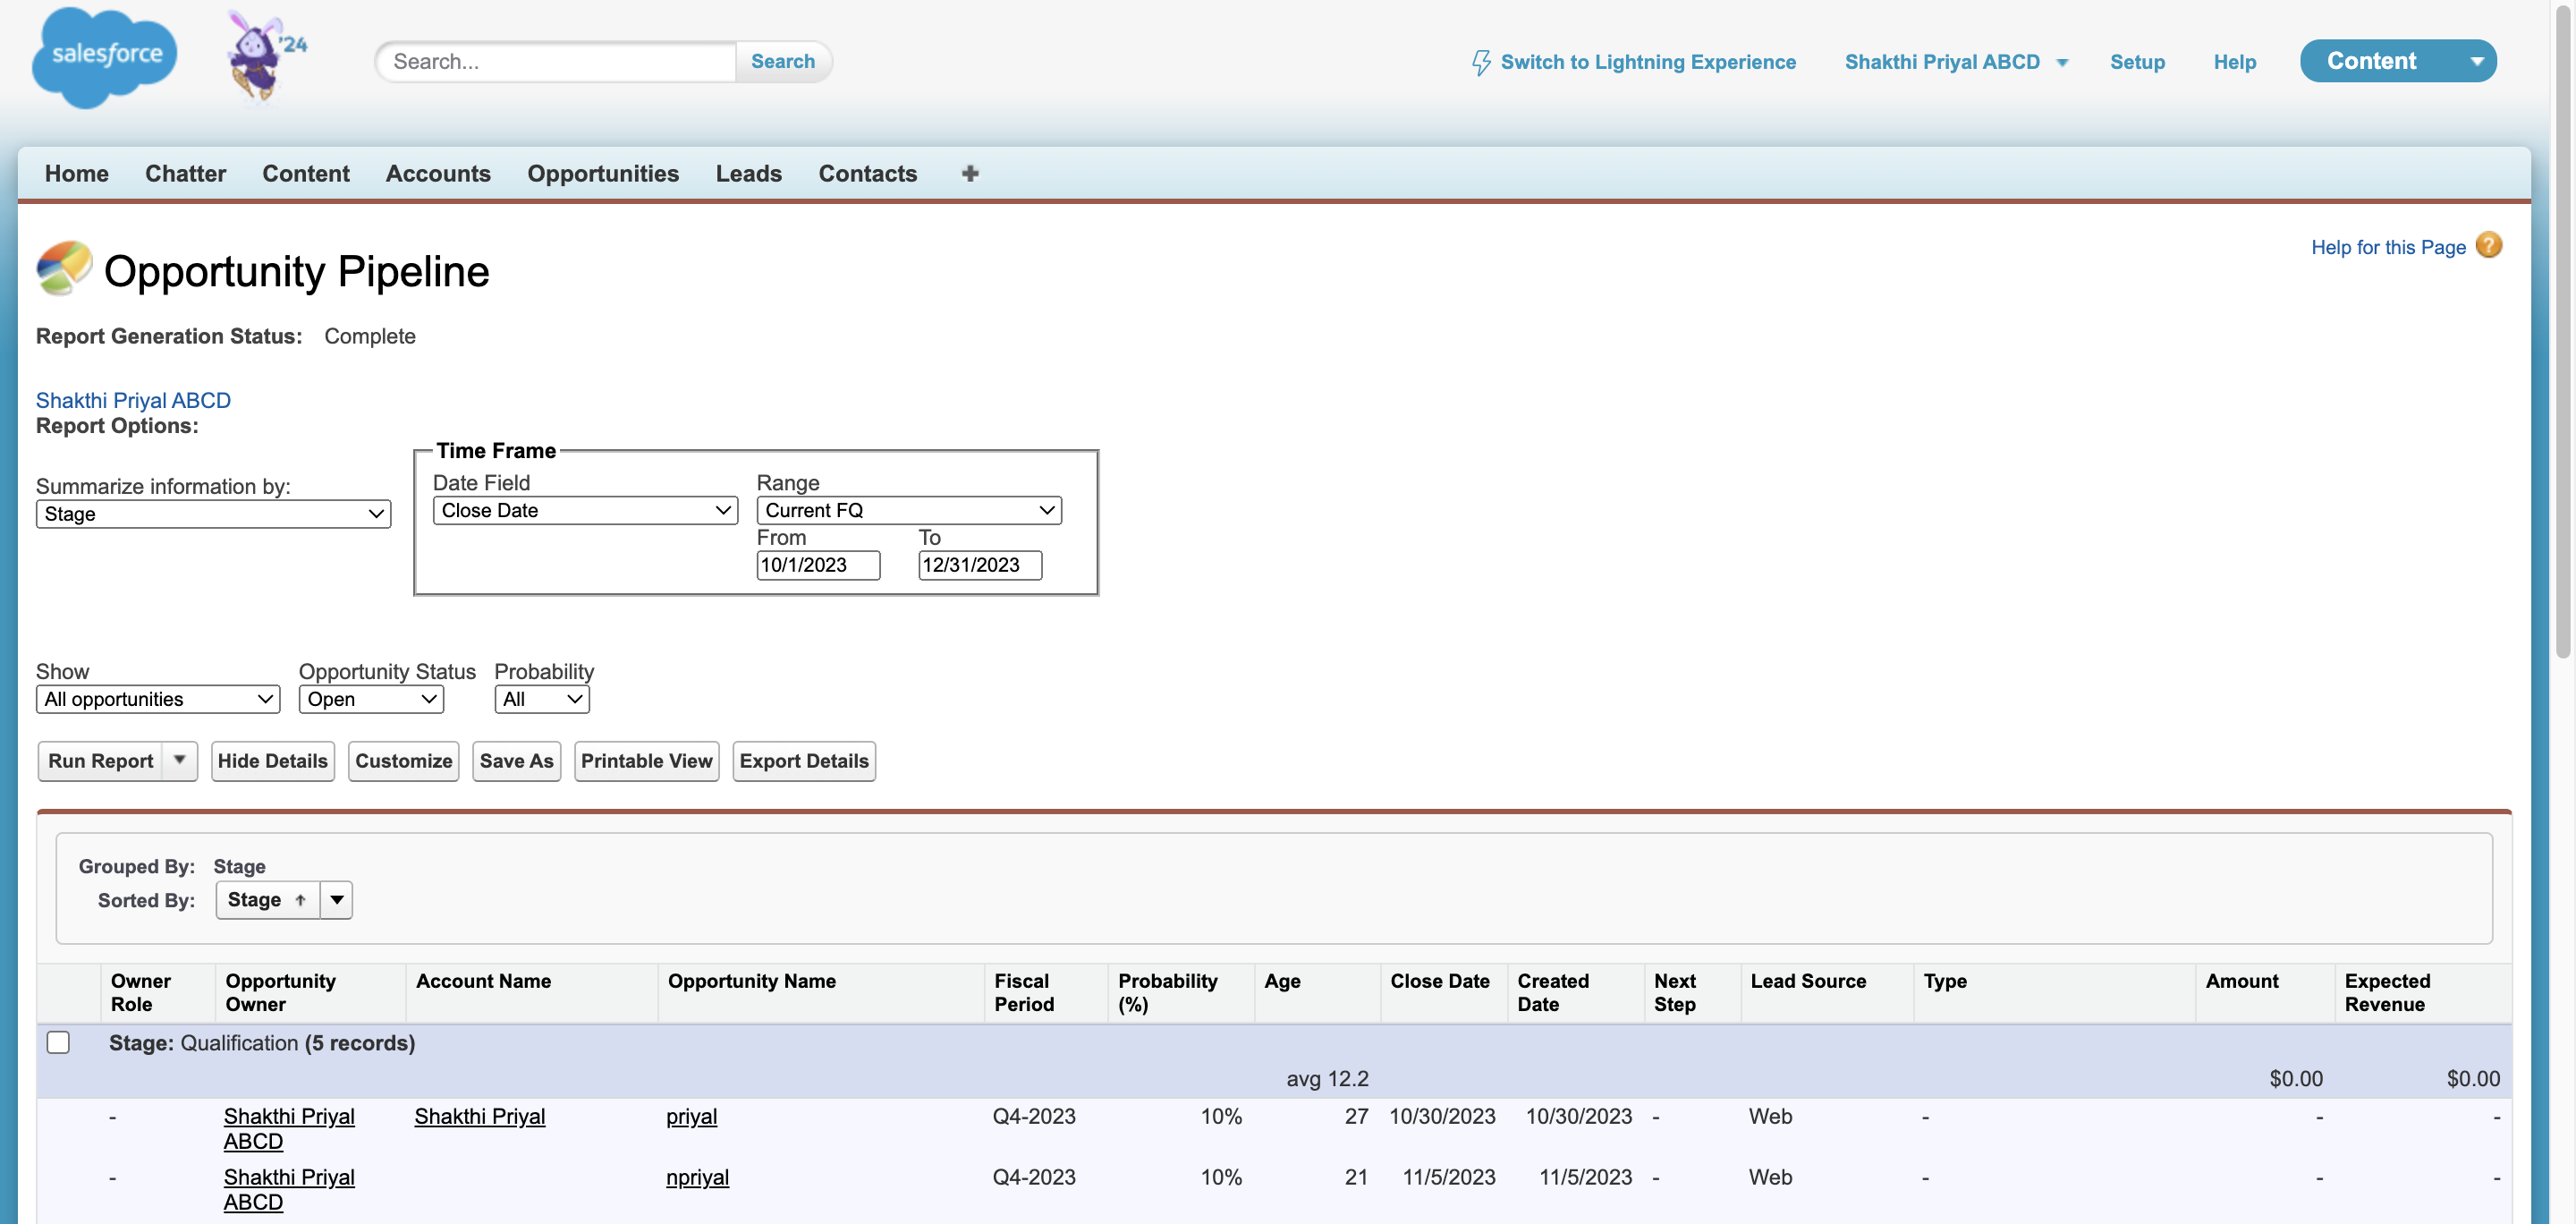 salesforce
'24
Search...
Search
Switch to Lightning Experience
Shakthi Priyal ABCD
Setup
Help
Content
Home Chatter Content Accounts Opportunities Leads Contacts +
Opportunity Pipeline
Help for this Page ?
Report Generation Status: Complete
Shakthi Priyal ABCD
Report Options:
Time Frame
Summarize information by:
Stage
Date Field
Close Date
Range
Current FQ
From
To
10/1/2023
12/31/2023
Show
All opportunities
Opportunity Status
Open
Probability
All
Run Report Hide Details Customize Save As Printable View Export Details
Grouped By: Stage
Sorted By: Stage ↑
Owner Role
Opportunity Owner
Account Name
Opportunity Name
Fiscal Period
Probability (%)
Age
Close Date
Created Date
Next Step
Lead Source
Type
Amount
Expected Revenue
Stage: Qualification (5 records)
avg 12.2 $0.00 $0.00
- Shakthi Priyal ABCD Shakthi Priyal priyal Q4-2023 10% 27 10/30/2023 10/30/2023 - Web - - -
- Shakthi Priyal ABCD npriyal Q4-2023 10% 21 11/5/2023 11/5/2023 - Web - - -